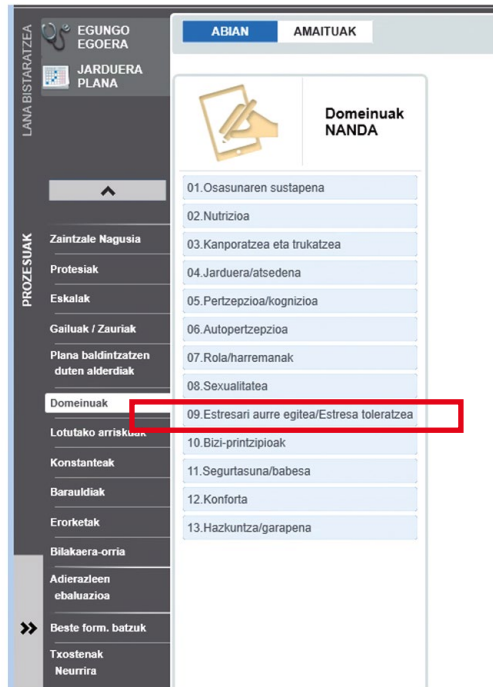 LANA BISTARATZEA
EGUNGO
EGOERA
JARDUERA
PLANA
PROZESUAK
Zaintzale Nagusia
Protesiak
Eskalak
Gailuak / Zauriak
Plana baldintzatzen
duten alderdiak
Domeinuak
Lotutako arriskuak
Konstanteak
Barauldiak
Erorketak
Bilakaera-orria
Adierazleen
ebaluazioa
Beste form. batzuk
Txostenak
Neurrira
ABIAN
AMAITUAK
Domeinuak
NANDA
01.Osasunaren sustapena
02.Nutrizioa
03.Kanporatzea eta trukatzea
04.Jarduera/atsedena
05.Pertzepzioa/kognizioa
06.Autopertzepzioa
07.Rola/harremanak
08.Sexualitatea
09.Estresari aurre egitea/Estresa toleratzea
10.Bizi-printzipioak
11.Segurtasuna/babesa
12.Konforta
13.Hazkuntza/garapena